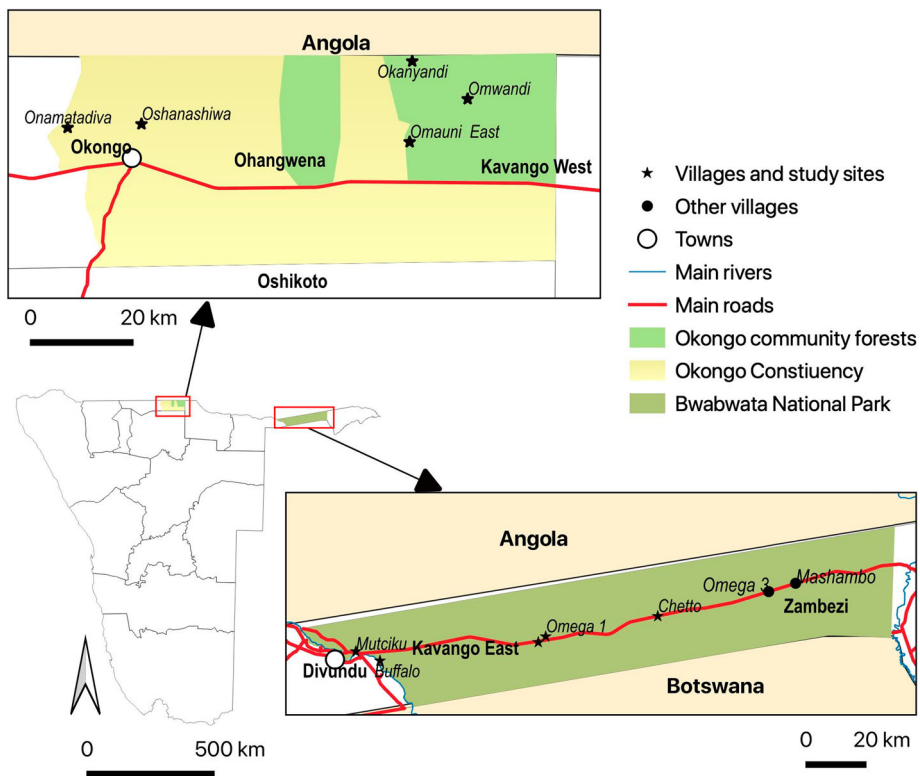 Angola
Okanyandi
Omwandi
Onamatadiva
Oshanashiwa
Omauni East
Okongo
Ohangwena
Kavango West
Oshikoto
0 20 km
Villages and study sites
Other villages
Towns
Main rivers
Main roads
Okongo community forests
Okongo Constiuency
Bwabwata National Park
Angola
Omega 3
Mashambo
Chetto
Zambezi
Omega 1
Mutciku
Kavango East
Divundu
Buffalo
Botswana
0 500 km
0 20 km